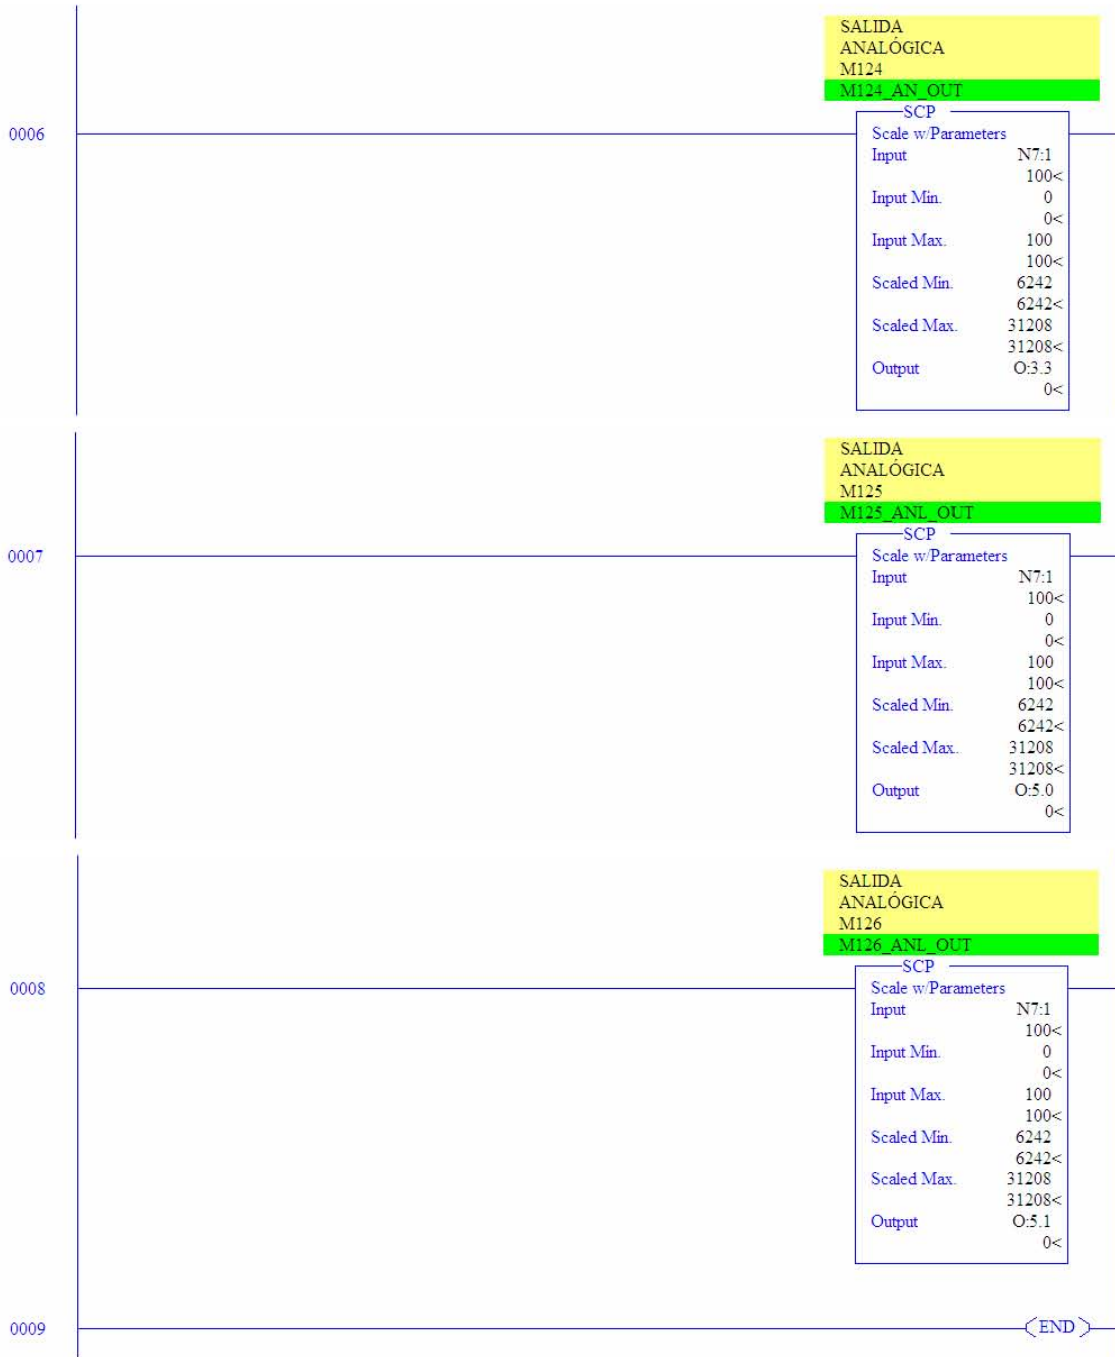 SALIDA
ANALÓGICA
M124
M124_AN_OUT
SCP
0006
Scale w/Parameters
Input N7:1
100<
Input Min. 0
0<
Input Max. 100
100<
Scaled Min. 6242
6242<
Scaled Max. 31208
31208<
Output O:3.3
0<
SALIDA
ANALÓGICA
M125
M125_ANL_OUT
SCP
0007
Scale w/Parameters
Input N7:1
100<
Input Min. 0
0<
Input Max. 100
100<
Scaled Min. 6242
6242<
Scaled Max. 31208
31208<
Output O:5.0
0<
SALIDA
ANALÓGICA
M126
M126_ANL_OUT
SCP
0008
Scale w/Parameters
Input N7:1
100<
Input Min. 0
0<
Input Max. 100
100<
Scaled Min. 6242
6242<
Scaled Max. 31208
31208<
Output O:5.1
0<
0009
END